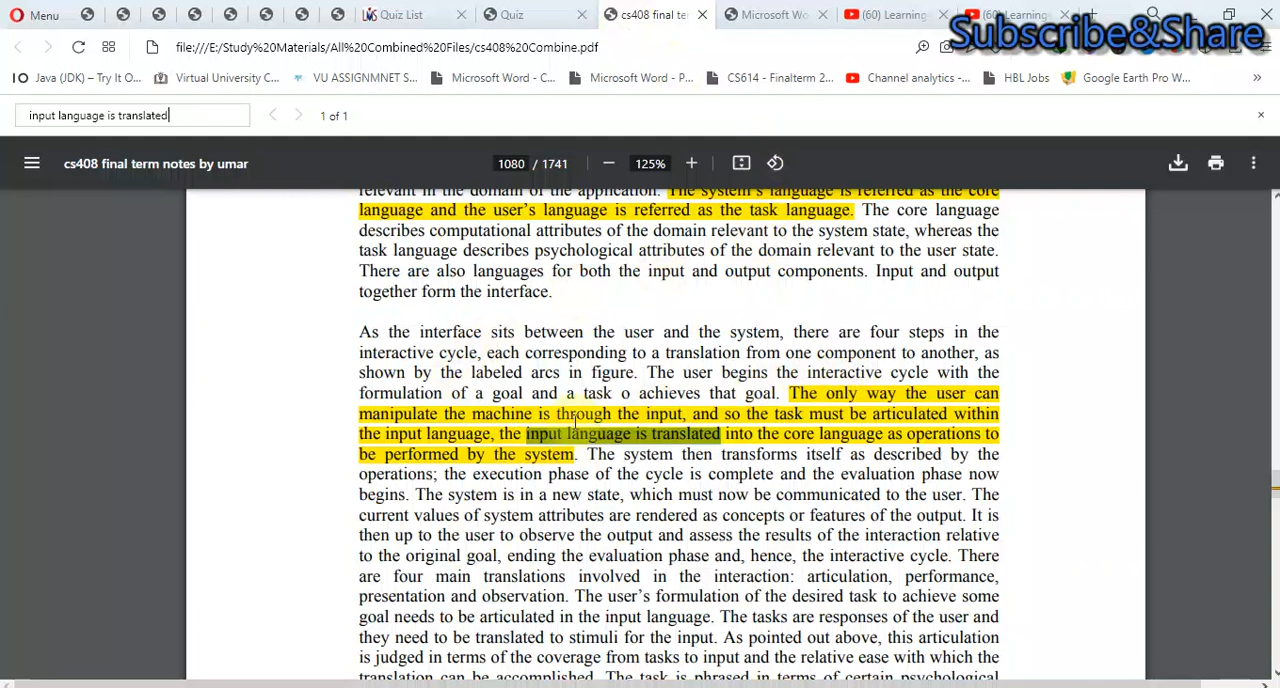 Menu
Quiz List
Quiz
cs408 final te
Microsoft Wo
(60) Learning
(60) Learning
Subscribe&Share
file:///E:/Study%20Materials/All%20Combined%20Files/cs408%20Combine.pdf
Java (JDK) – Try It O...
Virtual University C...
VU ASSIGNMNET S...
Microsoft Word - C...
Microsoft Word - P...
CS614 - Finalterm 2...
Channel analytics -...
HBL Jobs
Google Earth Pro W...
input language is translated
1 of 1
cs408 final term notes by umar
1080 / 1741
125%
relevant in the domain of the application. The system's language is referred as the core
language and the user's language is referred as the task language. The core language
describes computational attributes of the domain relevant to the system state, whereas the
task language describes psychological attributes of the domain relevant to the user state.
There are also languages for both the input and output components. Input and output
together form the interface.
As the interface sits between the user and the system, there are four steps in the
interactive cycle, each corresponding to a translation from one component to another, as
shown by the labeled arcs in figure. The user begins the interactive cycle with the
formulation of a goal and a task o achieves that goal. The only way the user can
manipulate the machine is through the input, and so the task must be articulated within
the input language, the input language is translated into the core language as operations to
be performed by the system. The system then transforms itself as described by the
operations; the execution phase of the cycle is complete and the evaluation phase now
begins. The system is in a new state, which must now be communicated to the user. The
current values of system attributes are rendered as concepts or features of the output. It is
then up to the user to observe the output and assess the results of the interaction relative
to the original goal, ending the evaluation phase and, hence, the interactive cycle. There
are four main translations involved in the interaction: articulation, performance,
presentation and observation. The user's formulation of the desired task to achieve some
goal needs to be articulated in the input language. The tasks are responses of the user and
they need to be translated to stimuli for the input. As pointed out above, this articulation
is judged in terms of the coverage from tasks to input and the relative ease with which the
translation can be accomplished. The task is phrased in terms of certain psychological